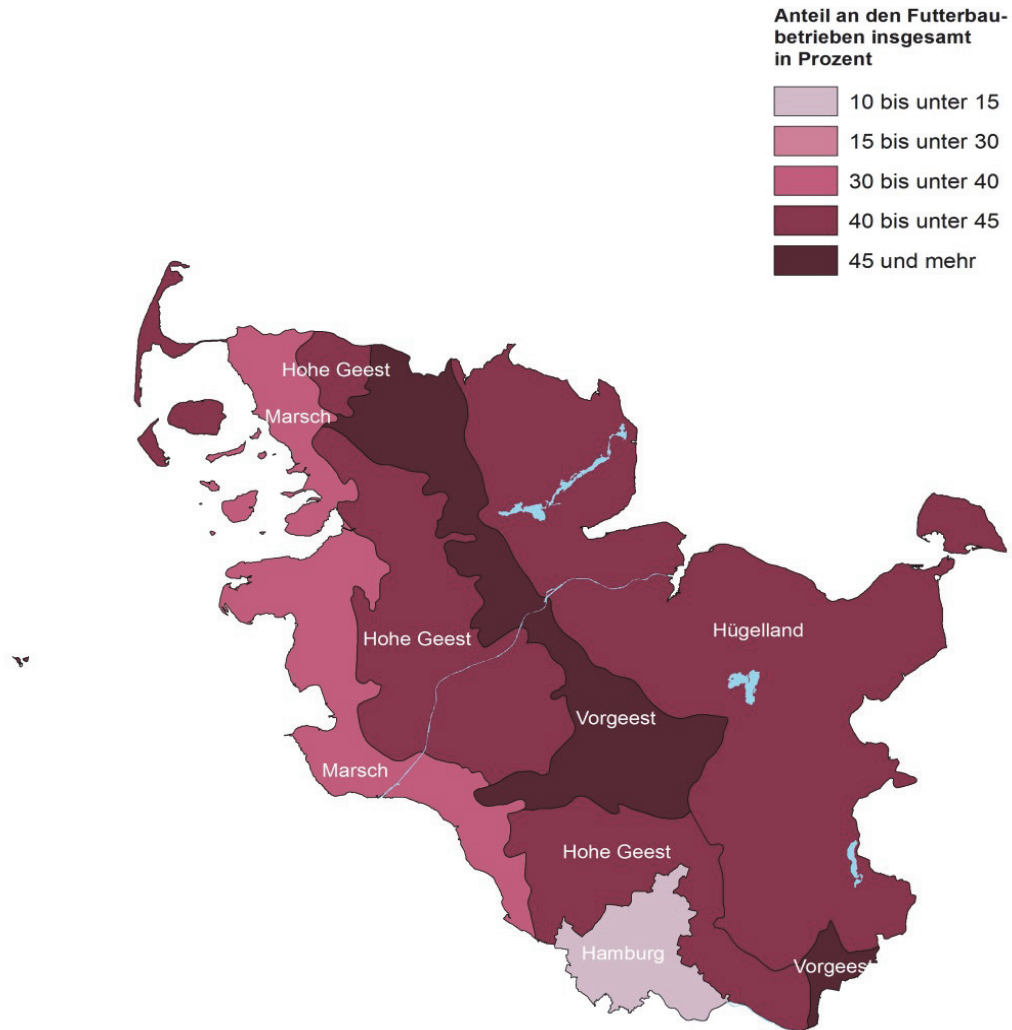 Anteil an den Futterbau-
betrieben insgesamt
in Prozent
10 bis unter 15
15 bis unter 30
30 bis unter 40
40 bis unter 45
45 und mehr
Hohe Geest
Marsch
Hohe Geest
Hügelland
Vorgeest
Marsch
Hohe Geest
Hamburg
Vorgeest